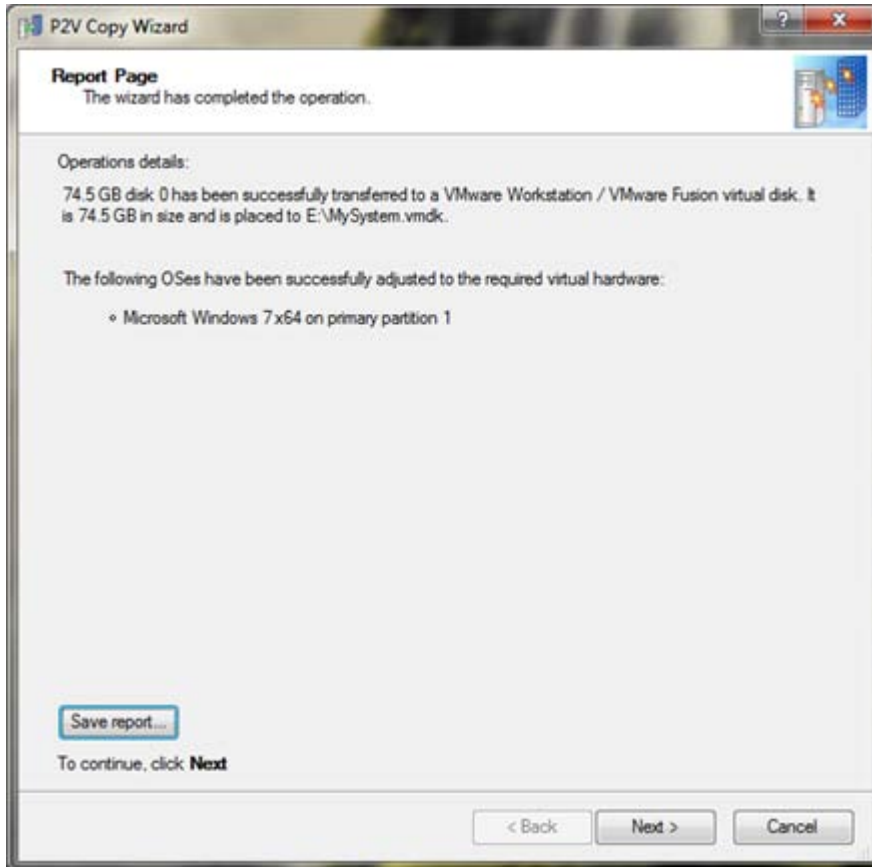 P2V Copy Wizard
Report Page
The wizard has completed the operation.
Operations details:
74.5 GB disk 0 has been successfully transferred to a VMware Workstation / VMware Fusion virtual disk. It
is 74.5 GB in size and is placed to E:\MySystem.vmdk.
The following OSes have been successfully adjusted to the required virtual hardware:
Microsoft Windows 7 x64 on primary partition 1
Save report...
To continue, click Next
< Back Next > Cancel